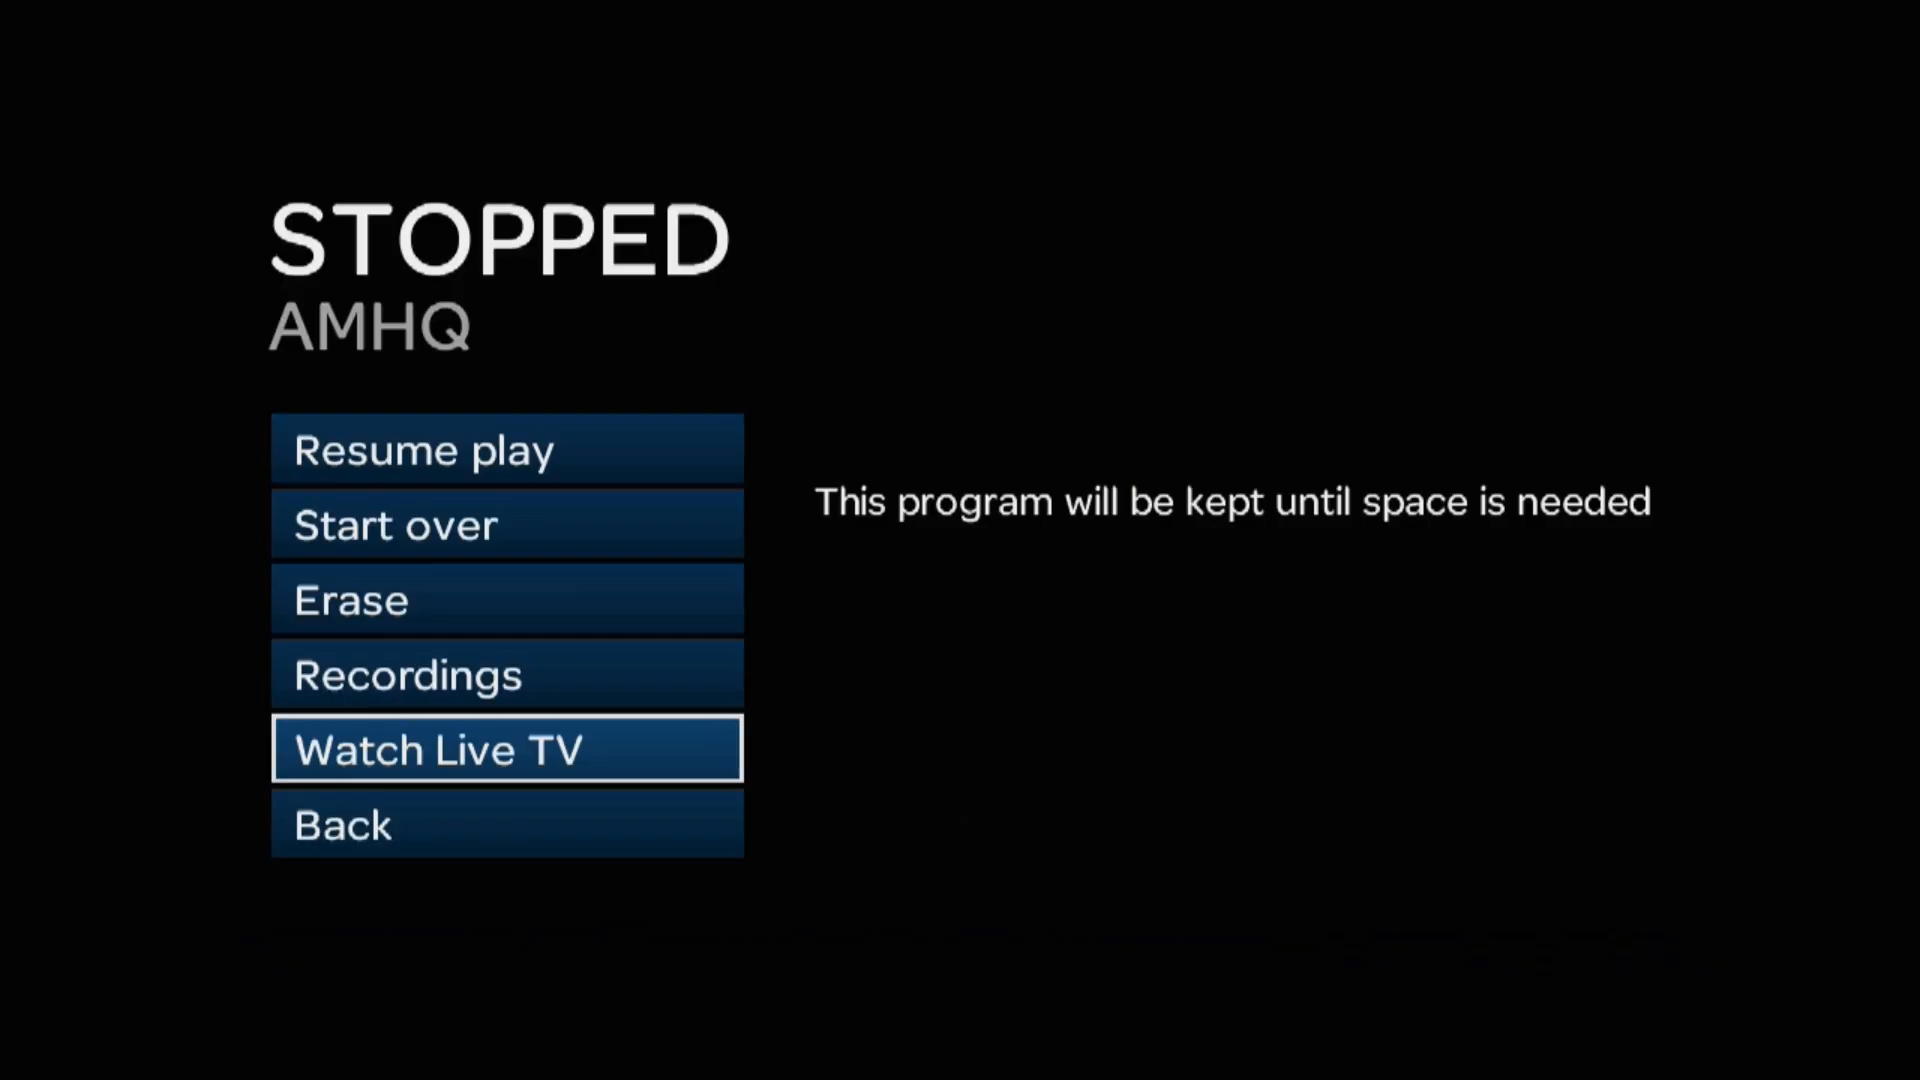 STOPPED
AMHQ
Resume play
Start over
Erase
Recordings
Watch Live TV
Back
This program will be kept until space is needed